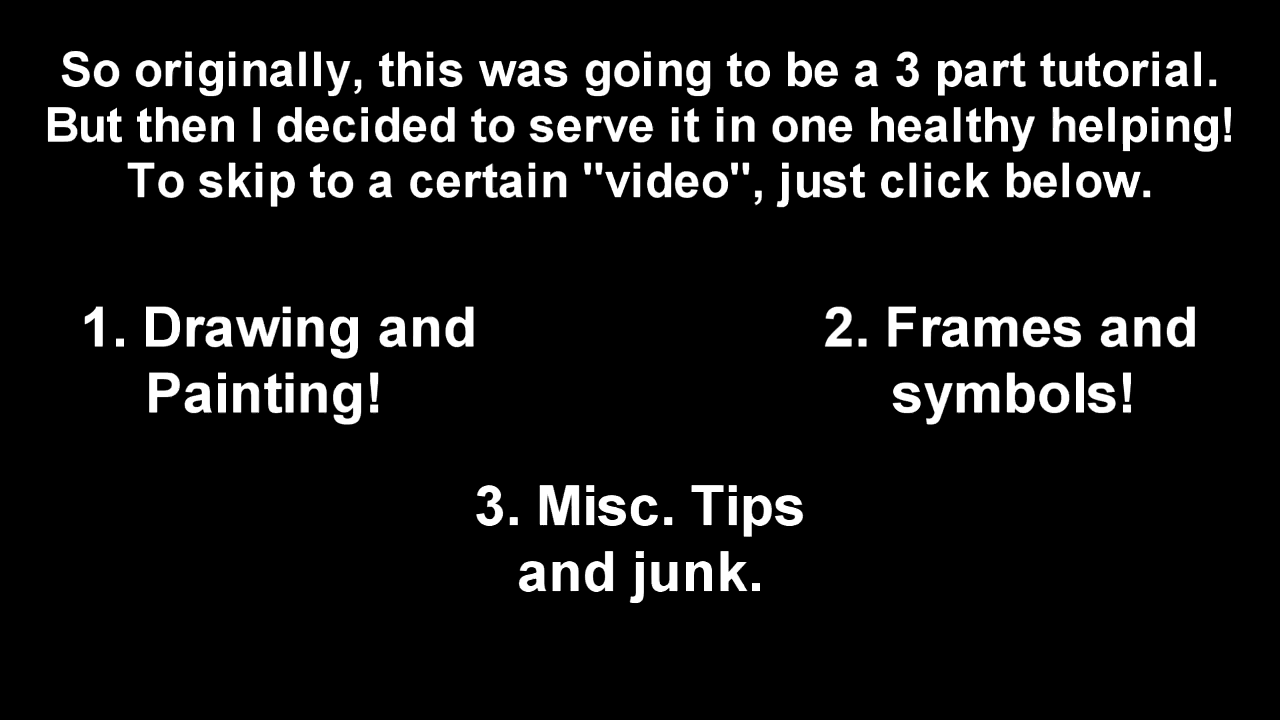 So originally, this was going to be a 3 part tutorial.
But then I decided to serve it in one healthy helping!
To skip to a certain "video", just click below.
1. Drawing and
Painting!
2. Frames and
symbols!
3. Misc. Tips
and junk.